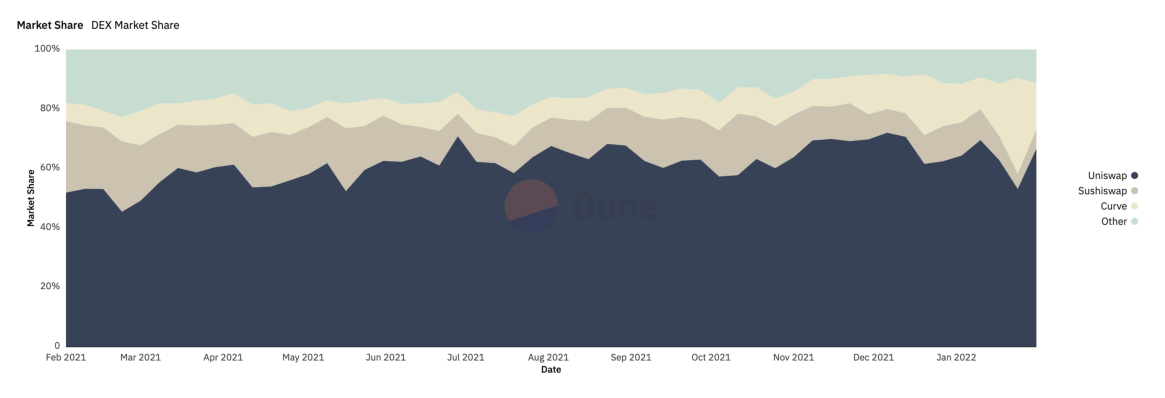 Market Share DEX Market Share
100%
80%
60%
40%
20%
0
Market Share
Feb 2021 Mar 2021 Apr 2021 May 2021 Jun 2021 Jul 2021 Aug 2021 Sep 2021 Oct 2021 Nov 2021 Dec 2021 Jan 2022
Date
Uniswap
Sushiswap
Curve
Other
Dune